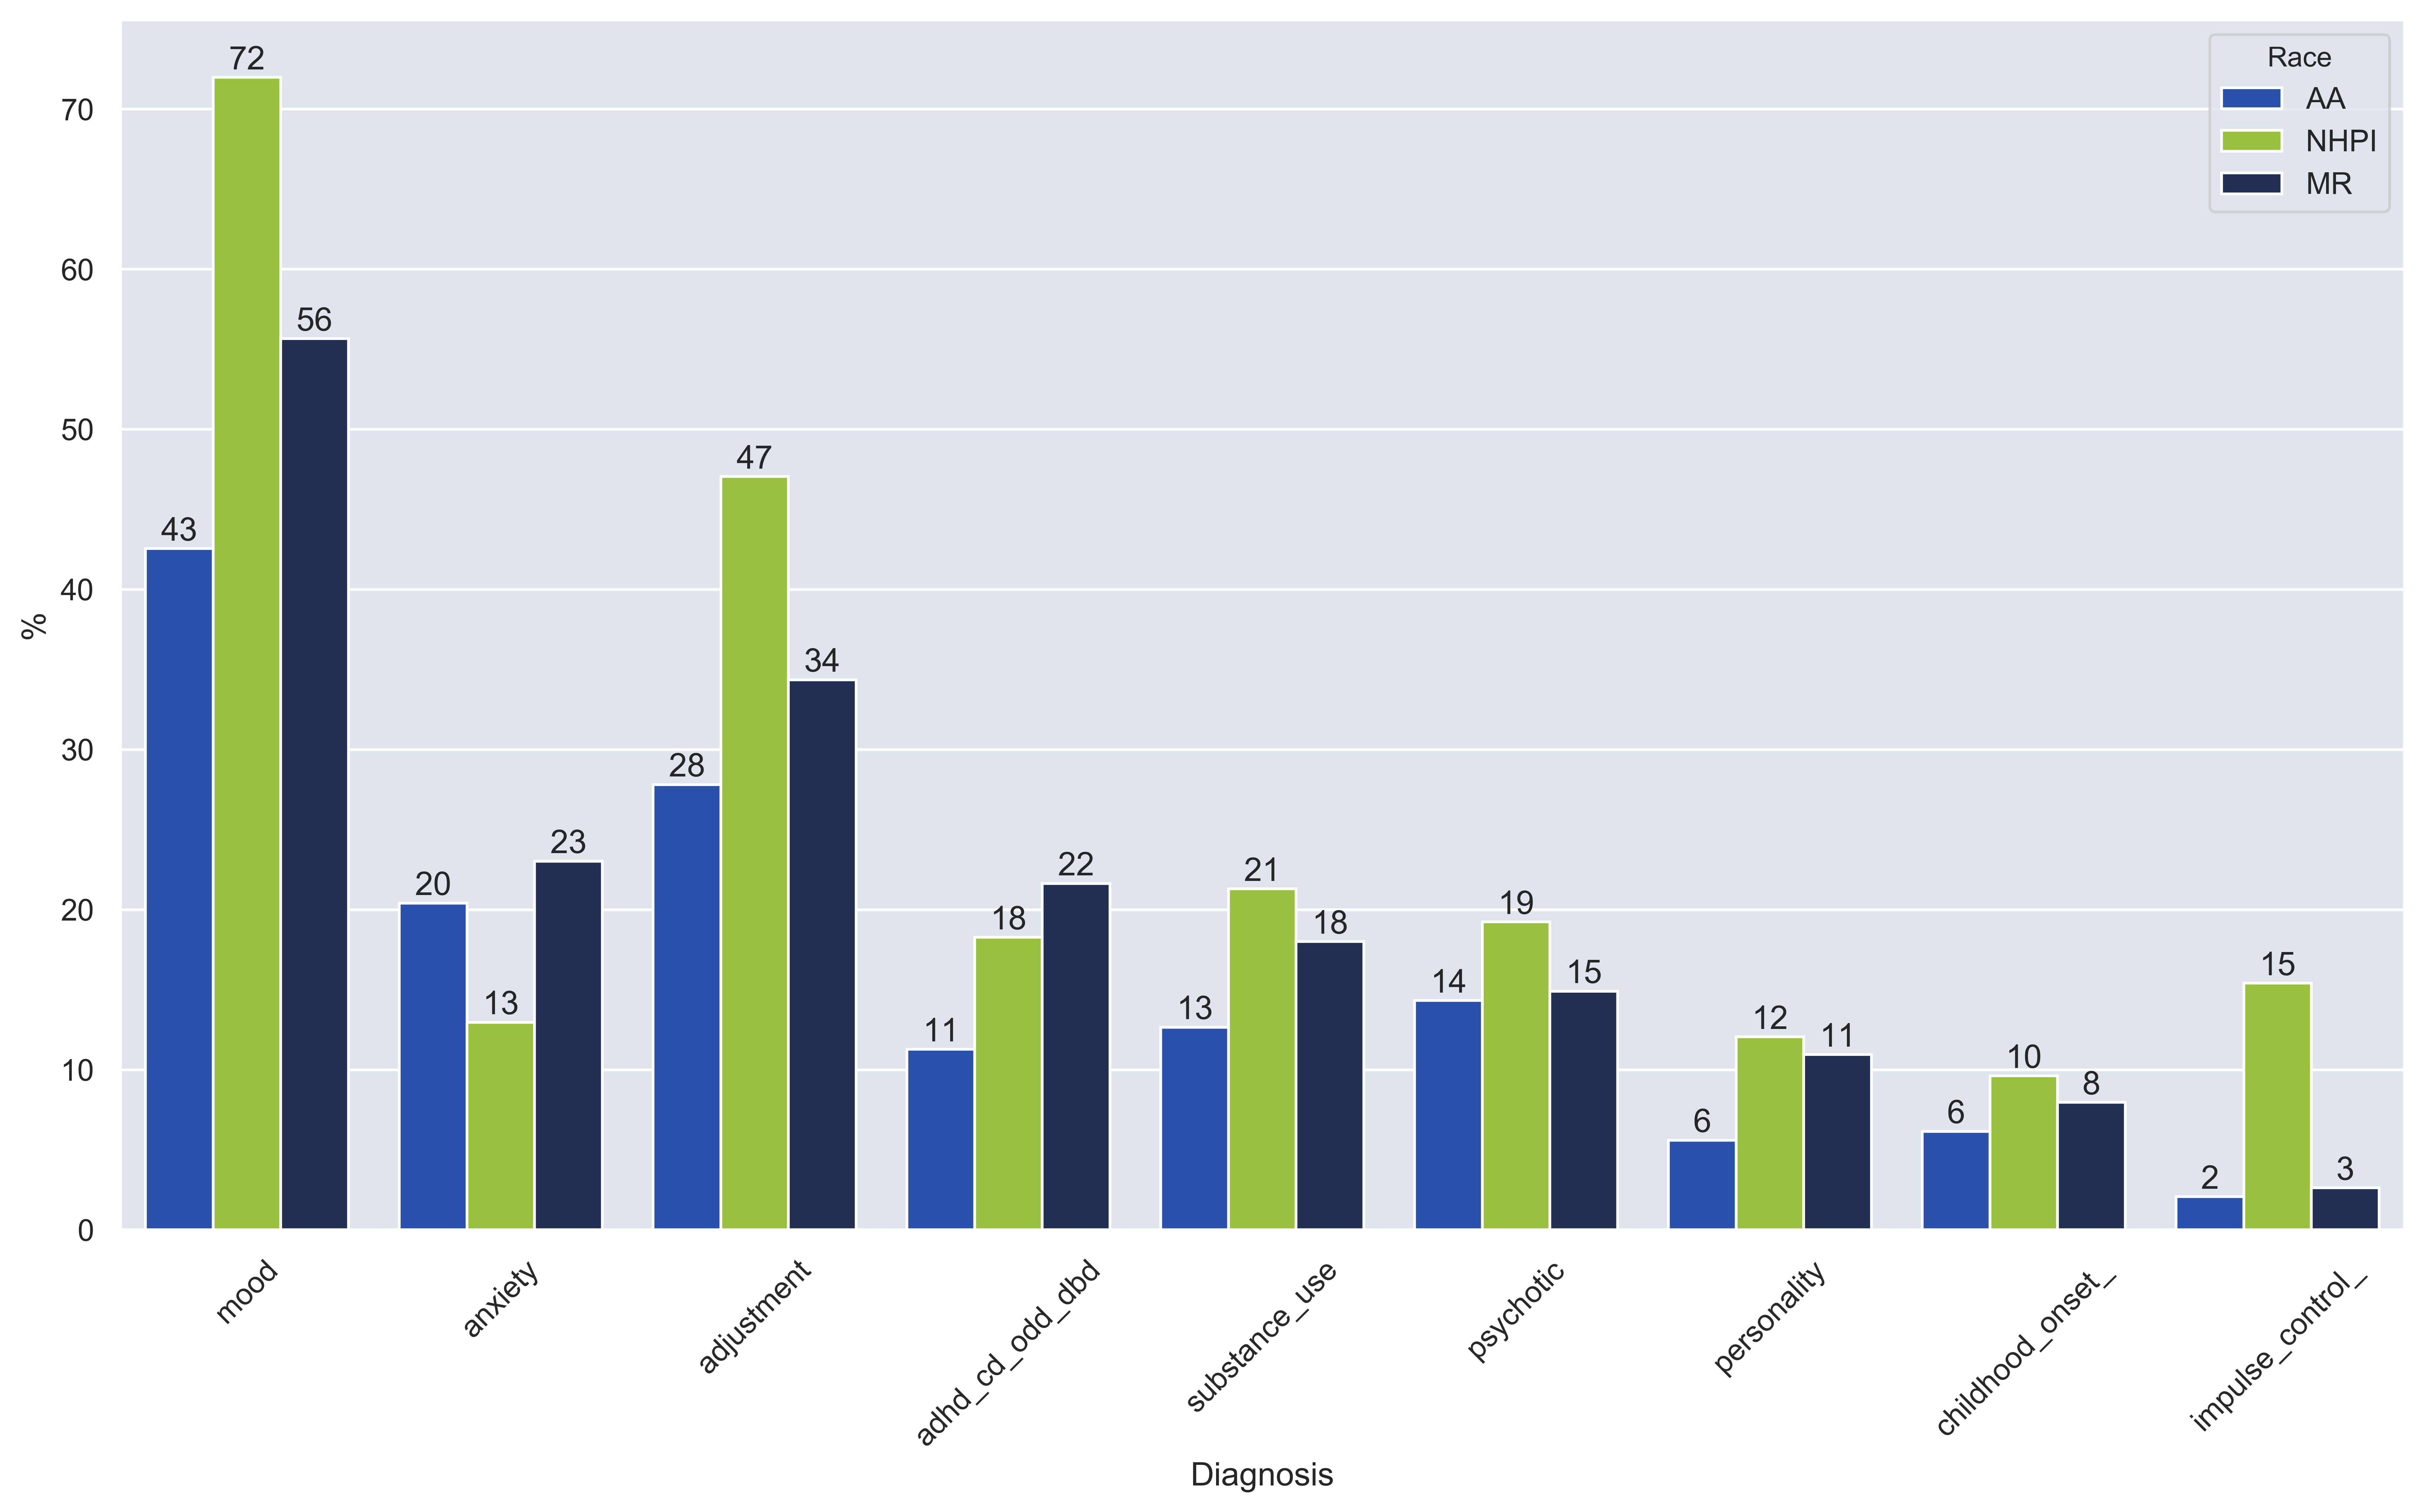 Race
AA
NHPI
MR
%
70
60
50
40
30
20
10
0
43
72
56
20
13
23
28
47
34
11
18
22
13
21
18
14
19
15
6
12
11
6
10
8
2
15
3
mood
anxiety
adjustment
adhd_cd_odd_dbd
substance_use
psychotic
personality
childhood_onset_
impulse_control_
Diagnosis